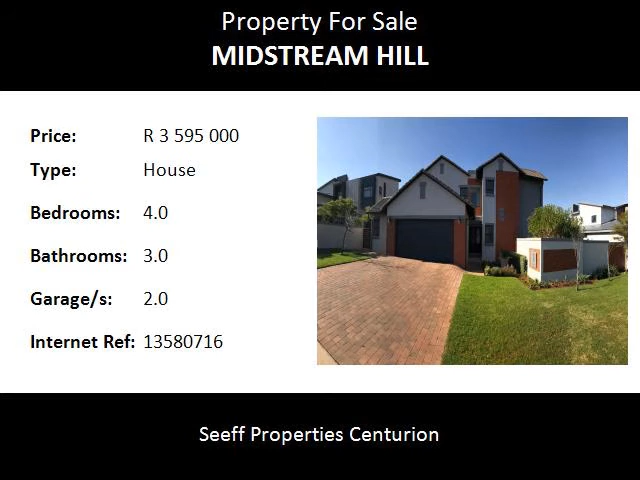 Property For Sale
MIDSTREAM HILL
Price: R 3 595 000
Type: House
Bedrooms: 4.0
Bathrooms: 3.0
Garage/s: 2.0
Internet Ref: 13580716
Seeff Properties Centurion